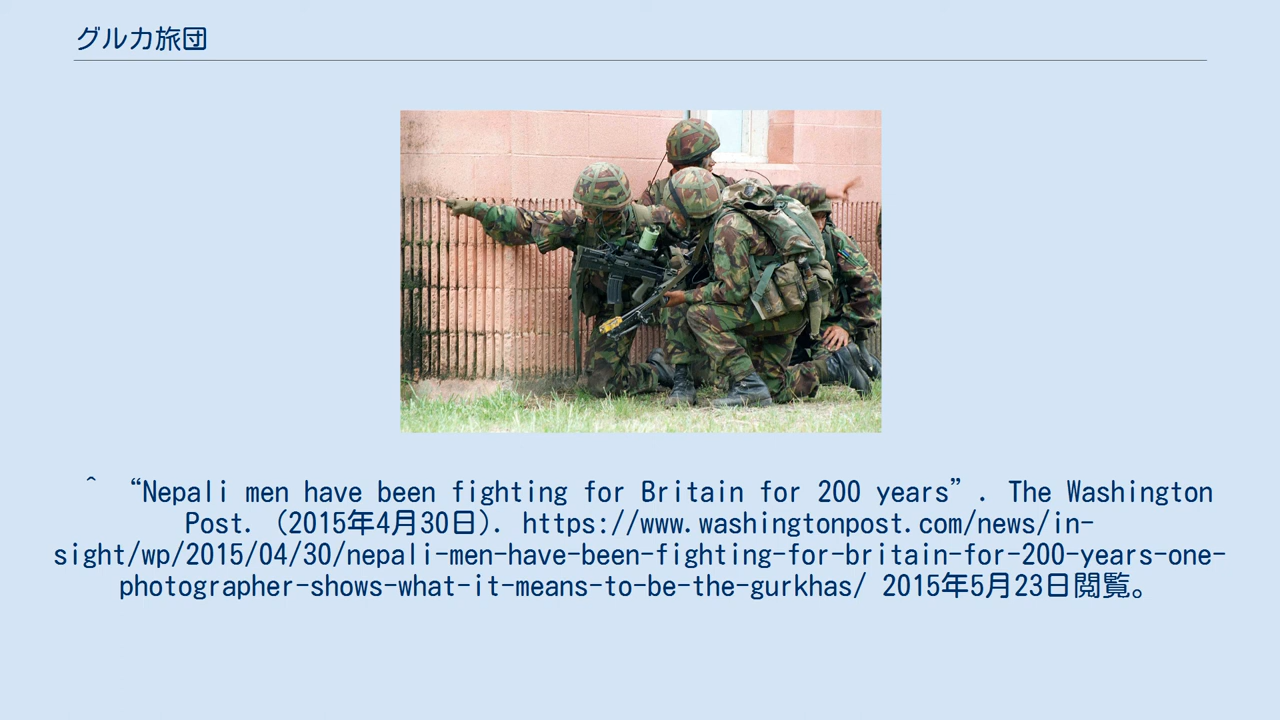 グルカ旅団
^ “Nepali men have been fighting for Britain for 200 years”. The Washington
Post. (2015年4月30日). https://www.washingtonpost.com/news/in-
sight/wp/2015/04/30/nepali-men-have-been-fighting-for-britain-for-200-years-one-
photographer-shows-what-it-means-to-be-the-gurkhas/ 2015年5月23日閲覧。